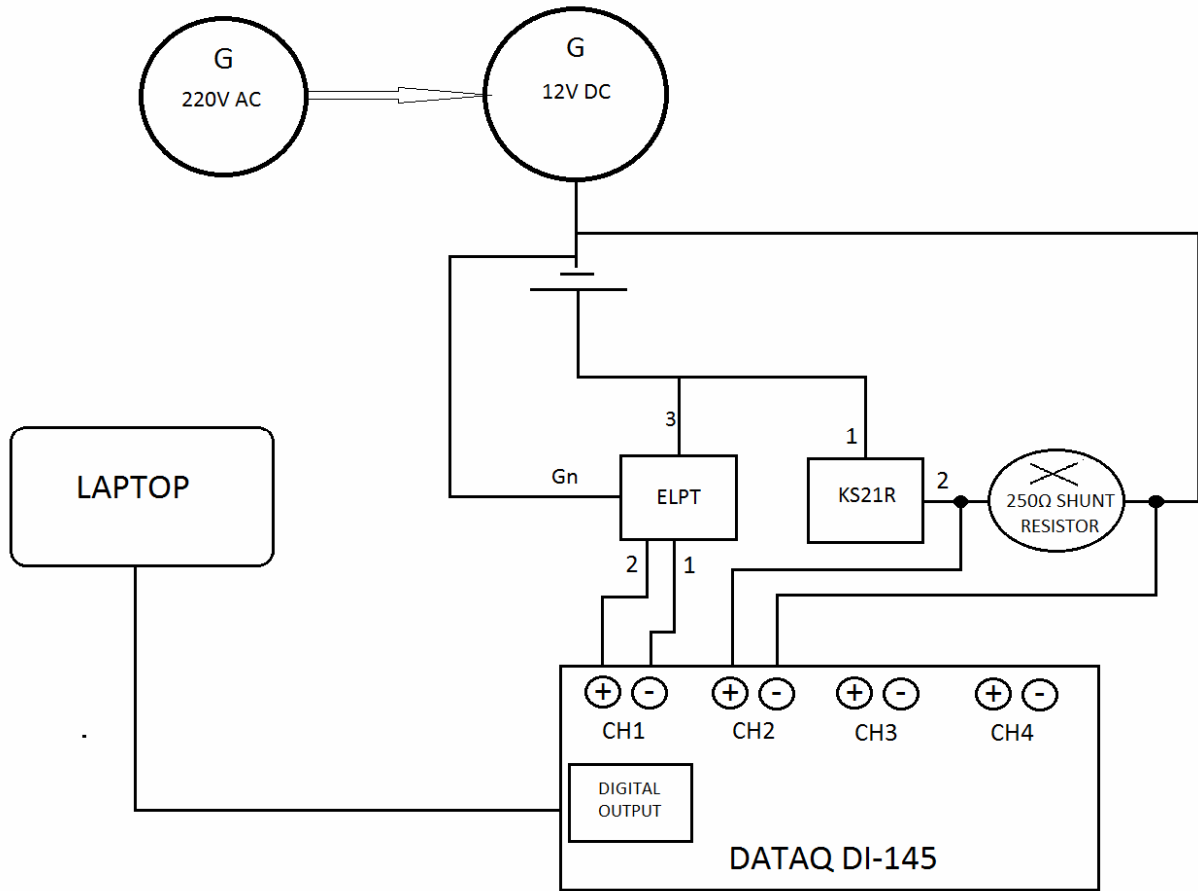 G
220V AC
G
12V DC
3
1
Gn
ELPT
KS21R
2
250Ω SHUNT
RESISTOR
LAPTOP
2
1
+
-
+
-
+
-
+
-
CH1
CH2
CH3
CH4
DIGITAL
OUTPUT
DATAQ DI-145